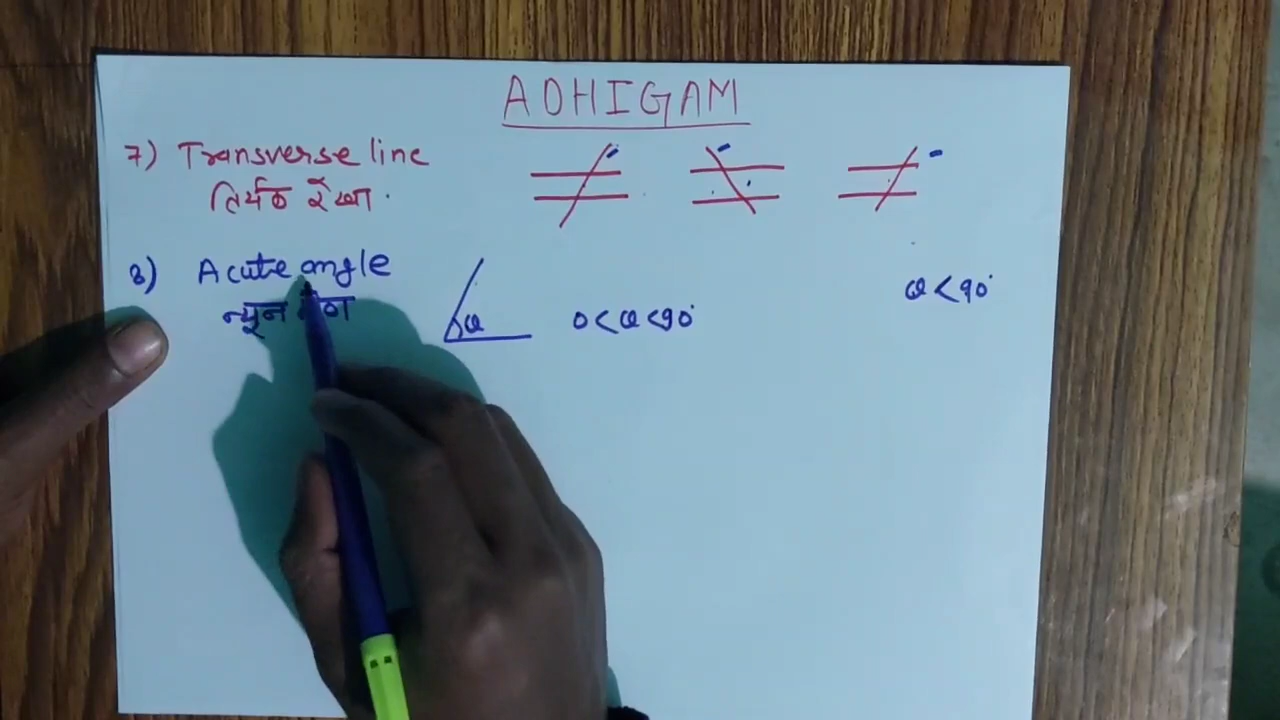 ADHIGAM
7) Transverse line
तिर्यक रेखा
8) Acute angle
न्यून
θ
0<θ<90°
θ<90°